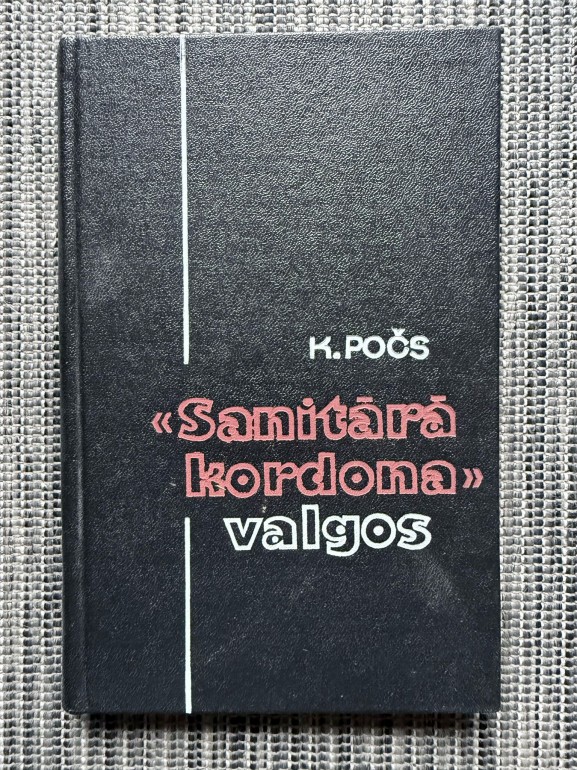 K. POČS
«Sanitārā
kordona»
valgos